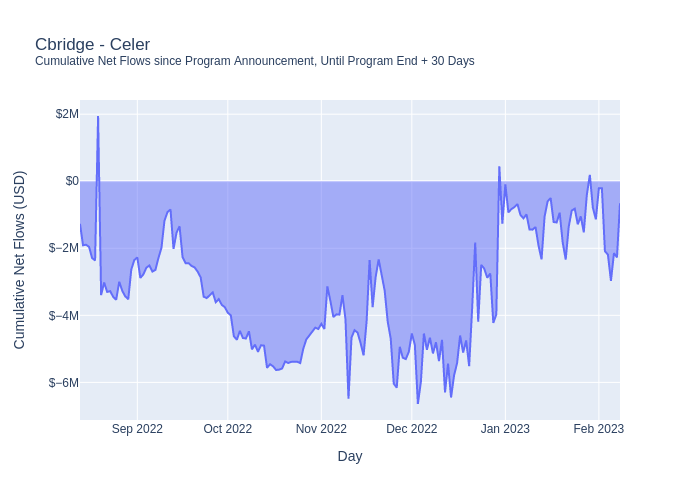 Cbridge - Celer
Cumulative Net Flows since Program Announcement, Until Program End + 30 Days
$2M
$0
$−2M
$−4M
$−6M
Cumulative Net Flows (USD)
Sep 2022
Oct 2022
Nov 2022
Dec 2022
Jan 2023
Feb 2023
Day